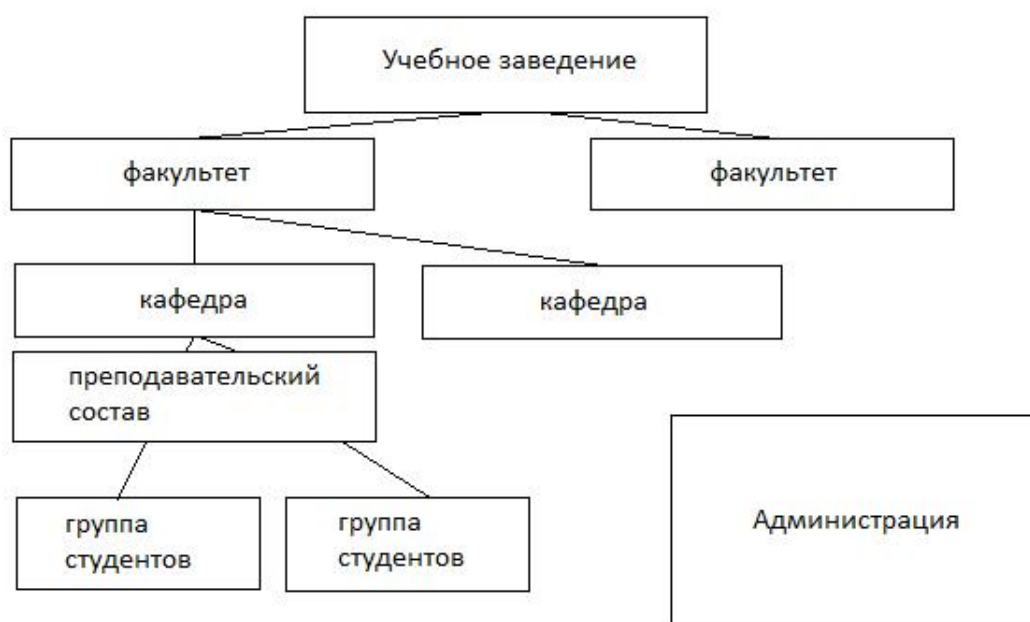 Учебное заведение
факультет
факультет
кафедра
кафедра
преподавательский
состав
группа
студентов
группа
студентов
Администрация